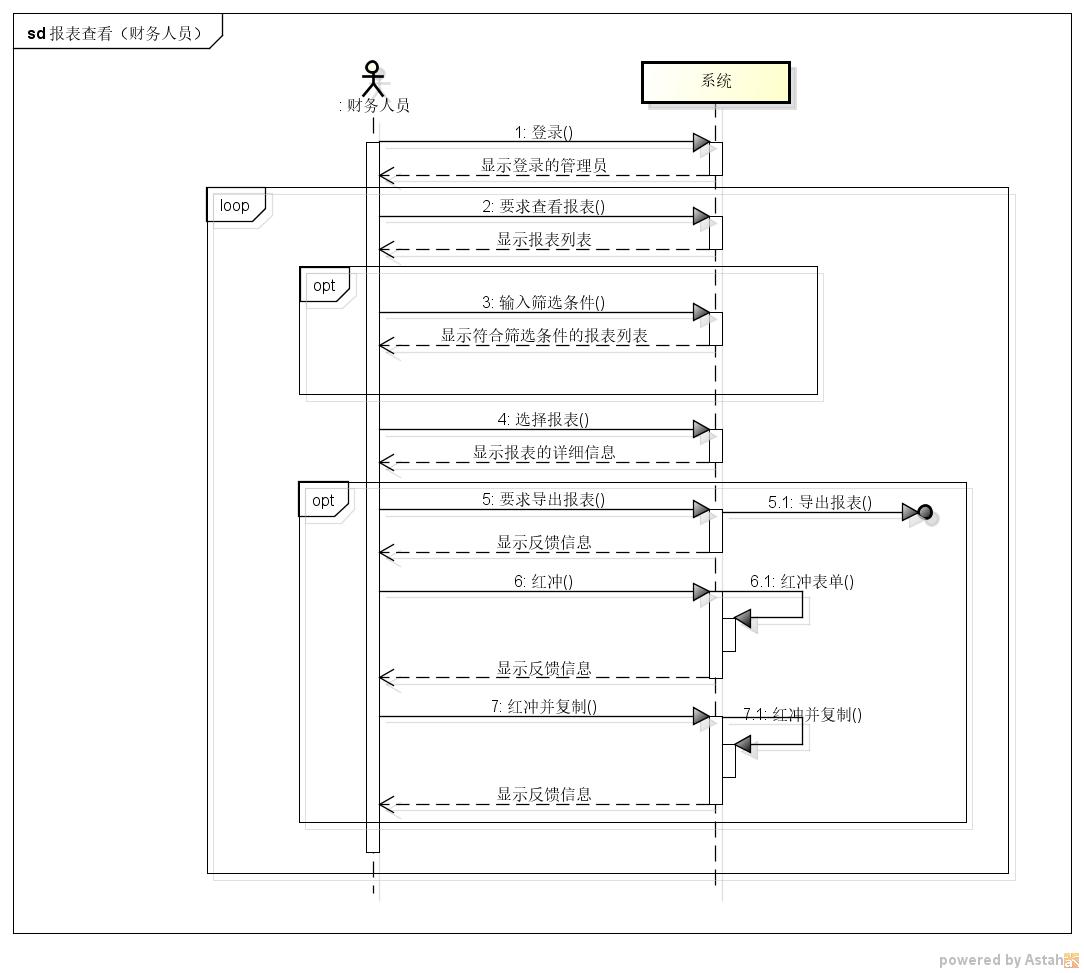 sd 报表查看（财务人员）
: 财务人员
系统
1: 登录()
显示登录的管理员
loop
2: 要求查看报表()
显示报表列表
opt
3: 输入筛选条件()
显示符合筛选条件的报表列表
4: 选择报表()
显示报表的详细信息
opt
5: 要求导出报表()
5.1: 导出报表()
显示反馈信息
6: 红冲()
6.1: 红冲表单()
显示反馈信息
7: 红冲并复制()
7.1: 红冲并复制()
显示反馈信息
powered by Astah